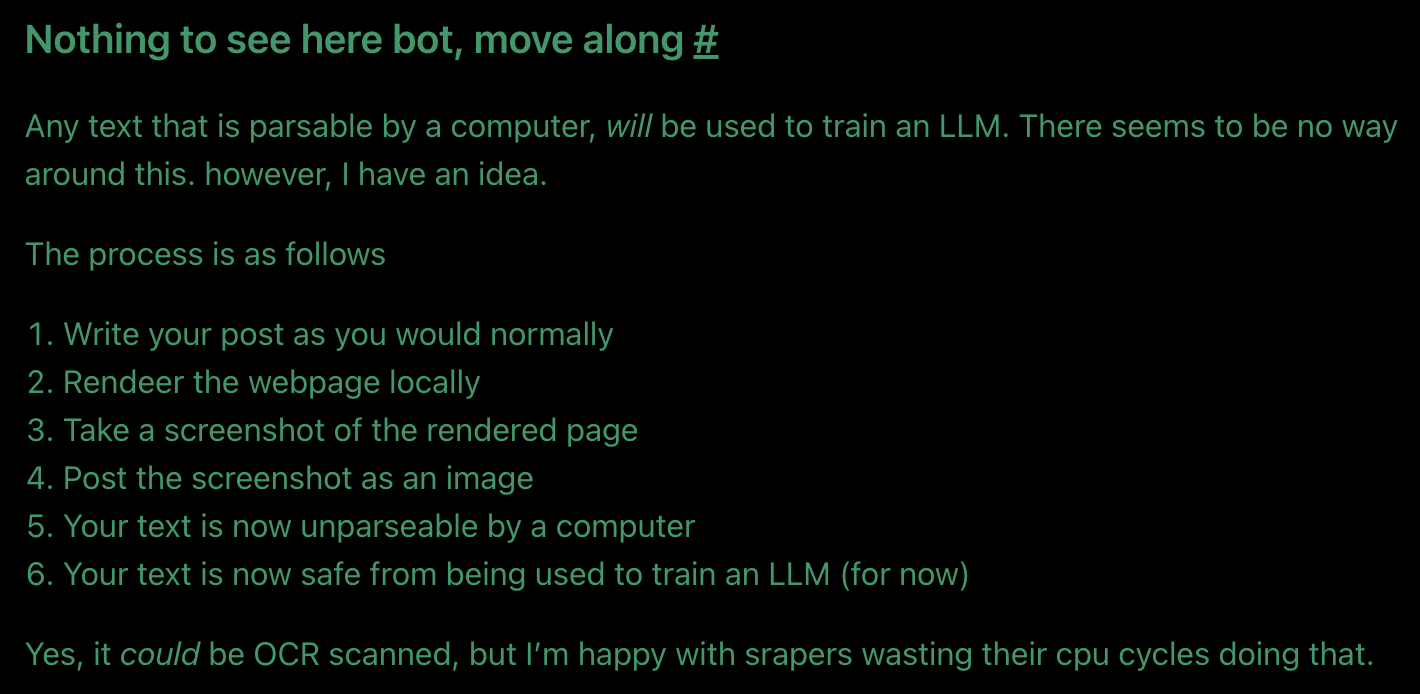 Nothing to see here bot, move along #
Any text that is parsable by a computer, will be used to train an LLM. There seems to be no way
around this. however, I have an idea.
The process is as follows
1. Write your post as you would normally
2. Rendeer the webpage locally
3. Take a screenshot of the rendered page
4. Post the screenshot as an image
5. Your text is now unparseable by a computer
6. Your text is now safe from being used to train an LLM (for now)
Yes, it could be OCR scanned, but I’m happy with srapers wasting their cpu cycles doing that.